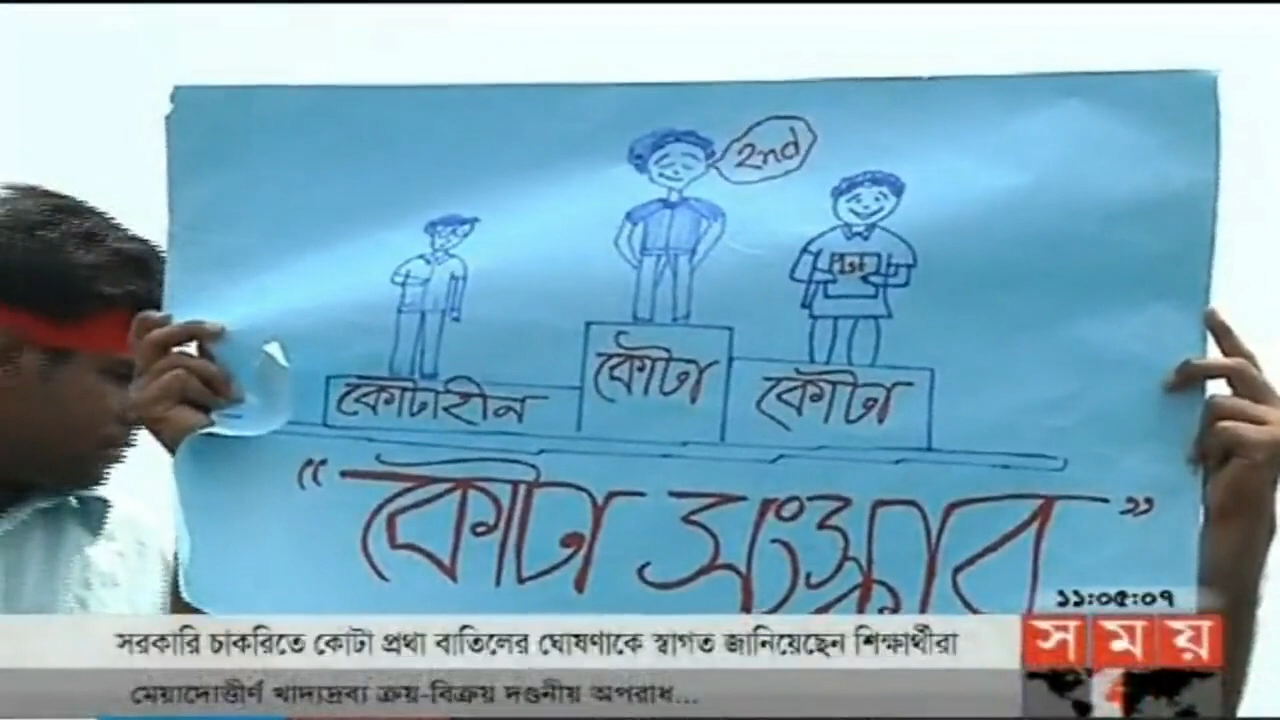 2nd
1st
কোটাহীন
কোটা
কোটা
“কোটা সংস্কার”
১১:০৫:০৭
সরকারি চাকরিতে কোটা প্রথা বাতিলের ঘোষণাকে স্বাগত জানিয়েছেন শিক্ষার্থীরা
সময়
মেয়াদোত্তীর্ণ খাদ্যদ্রব্য ক্রয়-বিক্রয় দণ্ডনীয় অপরাধ...